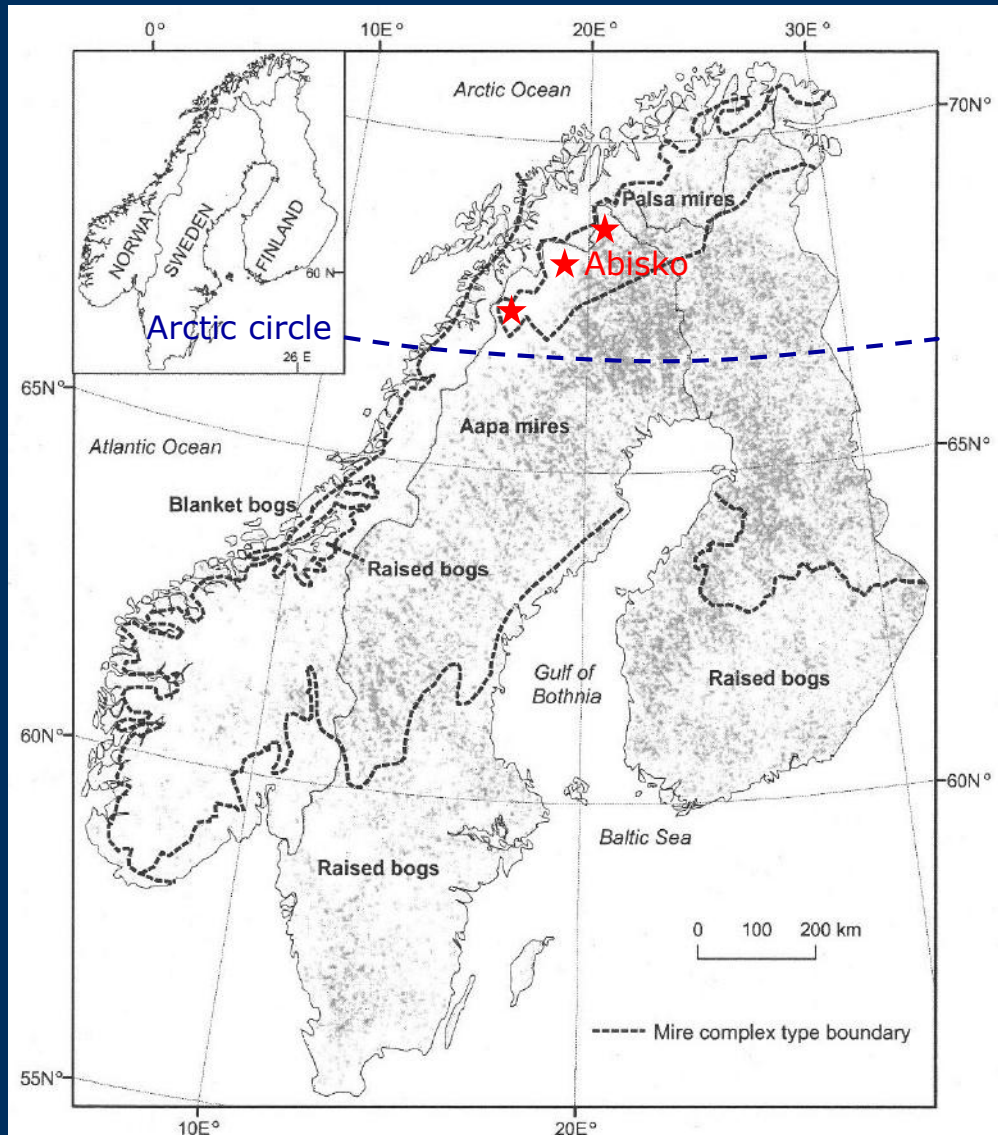 0°
10E°
20E°
30E°
Arctic Ocean
70N°
NORWAY
SWEDEN
FINLAND
60 N
26 E
Palsa mires
Abisko
Arctic circle
65N°
Aapa mires
65N°
Atlantic Ocean
Blanket bogs
Raised bogs
Gulf of
Bothnia
Raised bogs
60N°
60N°
Baltic Sea
Raised bogs
0 100 200 km
Mire complex type boundary
55N°
10E°
20E°